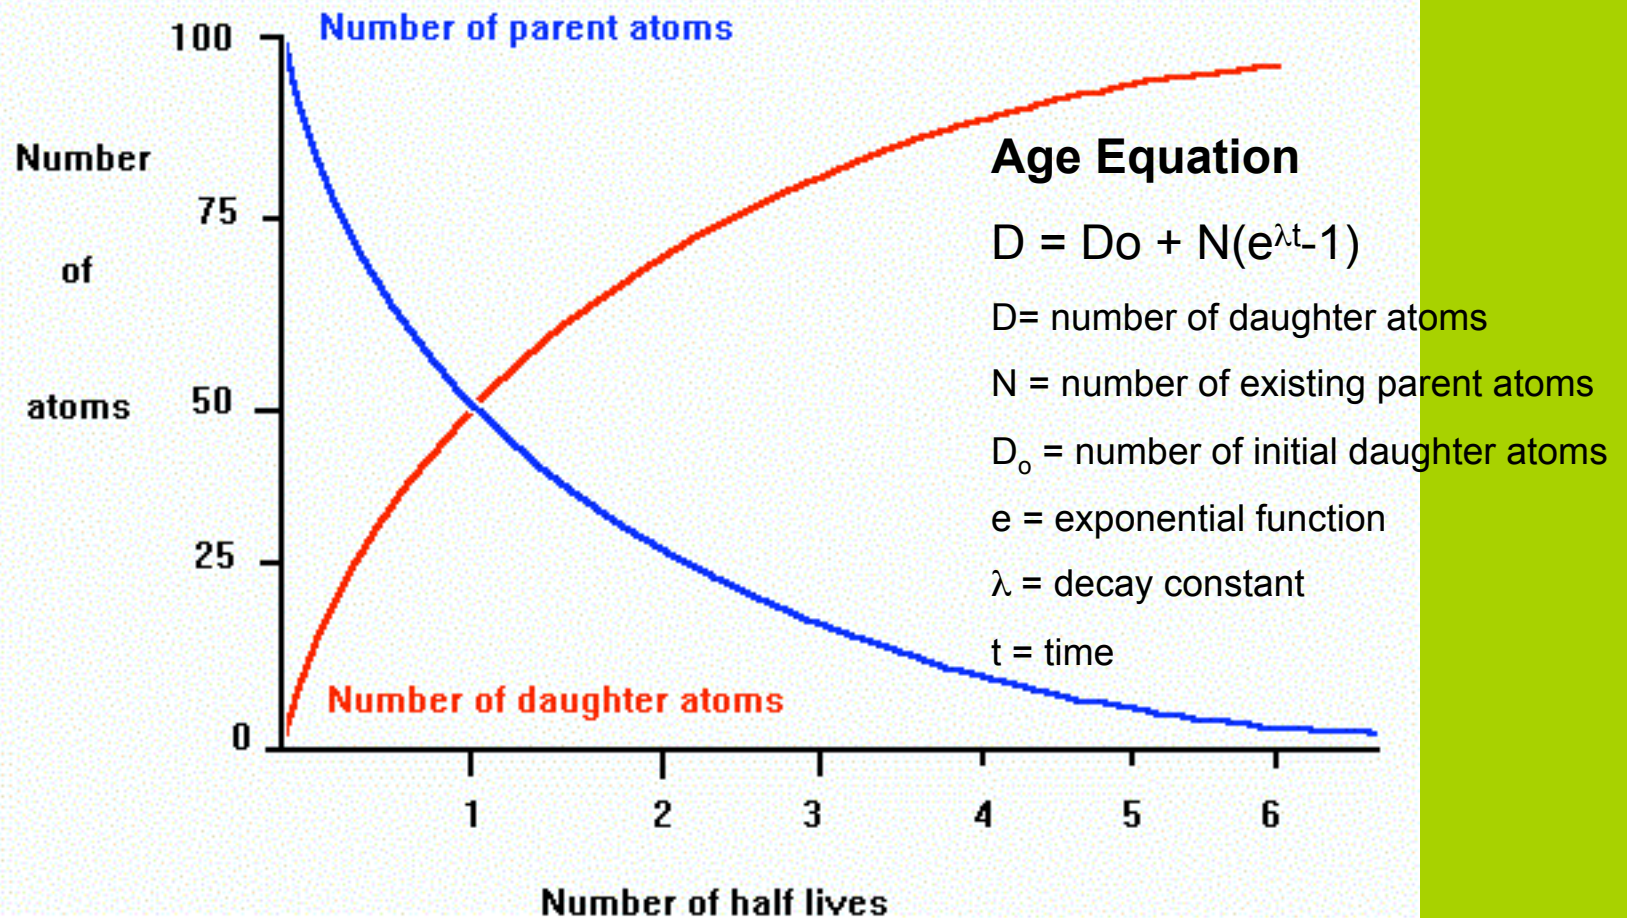 Number of parent atoms
100
Number
of
atoms
75
50
25
0
Age Equation
D = Do + N(e^λt-1)
D= number of daughter atoms
N = number of existing parent atoms
Dₒ = number of initial daughter atoms
e = exponential function
λ = decay constant
t = time
Number of daughter atoms
1 2 3 4 5 6
Number of half lives